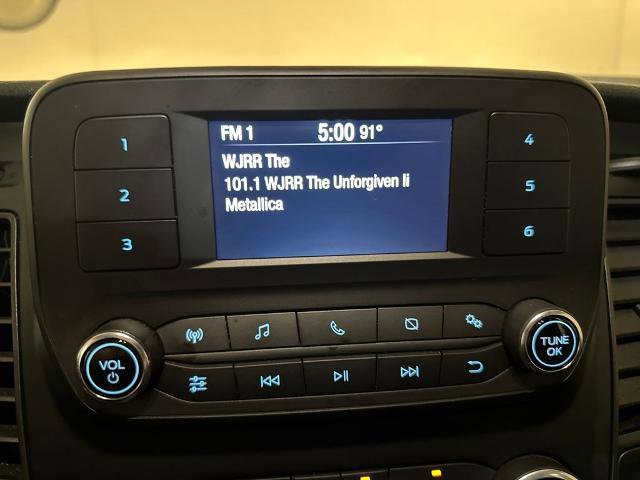 FM 1 5:00 91°
WJRR The
101.1 WJRR The Unforgiven Ii
Metallica
1
2
3
4
5
6
VOL
TUNE
OK